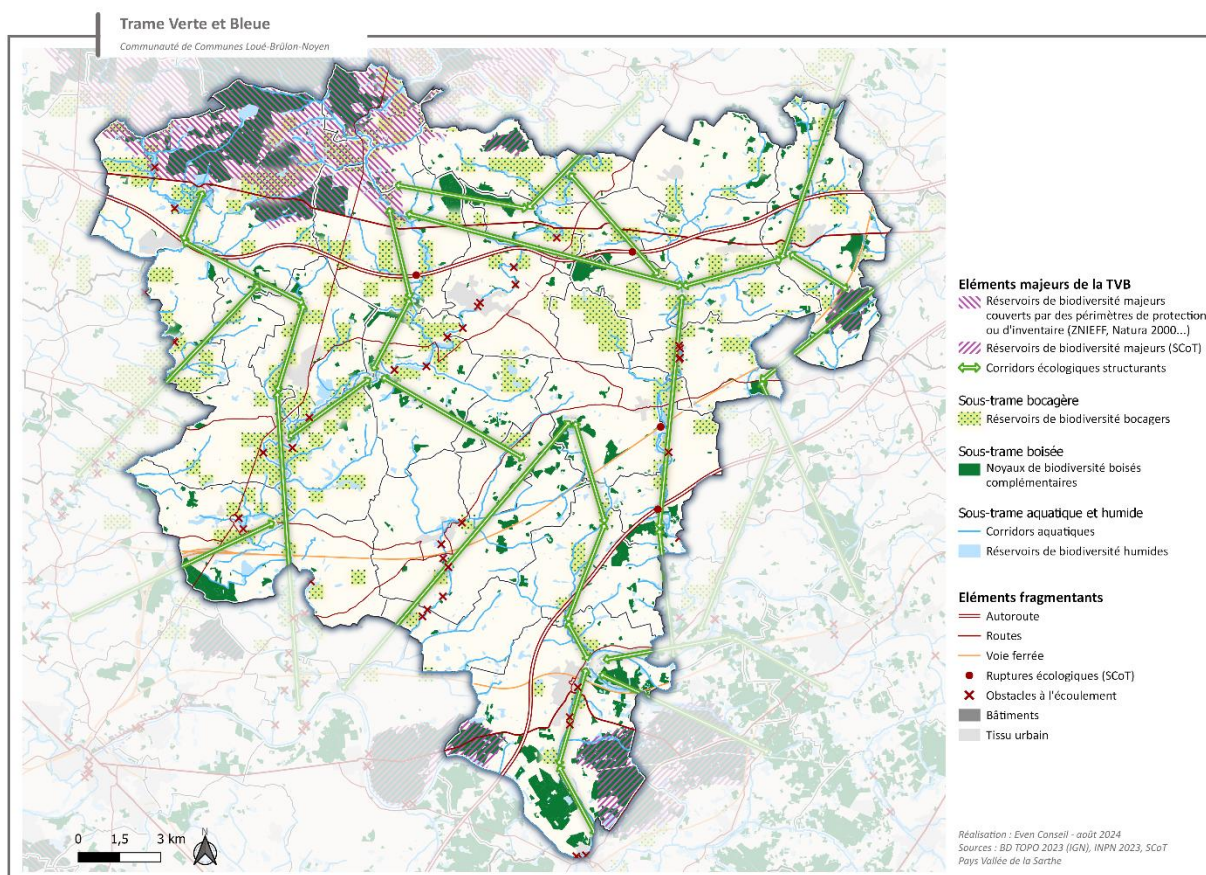 Trame Verte et Bleue
Communauté de Communes Loué-Brûlon-Noyen
Eléments majeurs de la TVB
Réservoirs de biodiversité majeurs
couverts par des périmètres de protection
ou d'inventaire (ZNIEFF, Natura 2000...)
Réservoirs de biodiversité majeurs (SCoT)
Corridors écologiques structurants
Sous-trame bocagère
Réservoirs de biodiversité bocagers
Sous-trame boisée
Noyaux de biodiversité boisés
complémentaires
Sous-trame aquatique et humide
Corridors aquatiques
Réservoirs de biodiversité humides
Eléments fragmentants
Autoroute
Routes
Voie ferrée
Ruptures écologiques (SCoT)
Obstacles à l'écoulement
Bâtiments
Tissu urbain
0 1,5 3 km
N
Réalisation : Even Conseil - août 2024
Sources : BD TOPO 2023 (IGN), INPN 2023, SCoT
Pays Vallée de la Sarthe